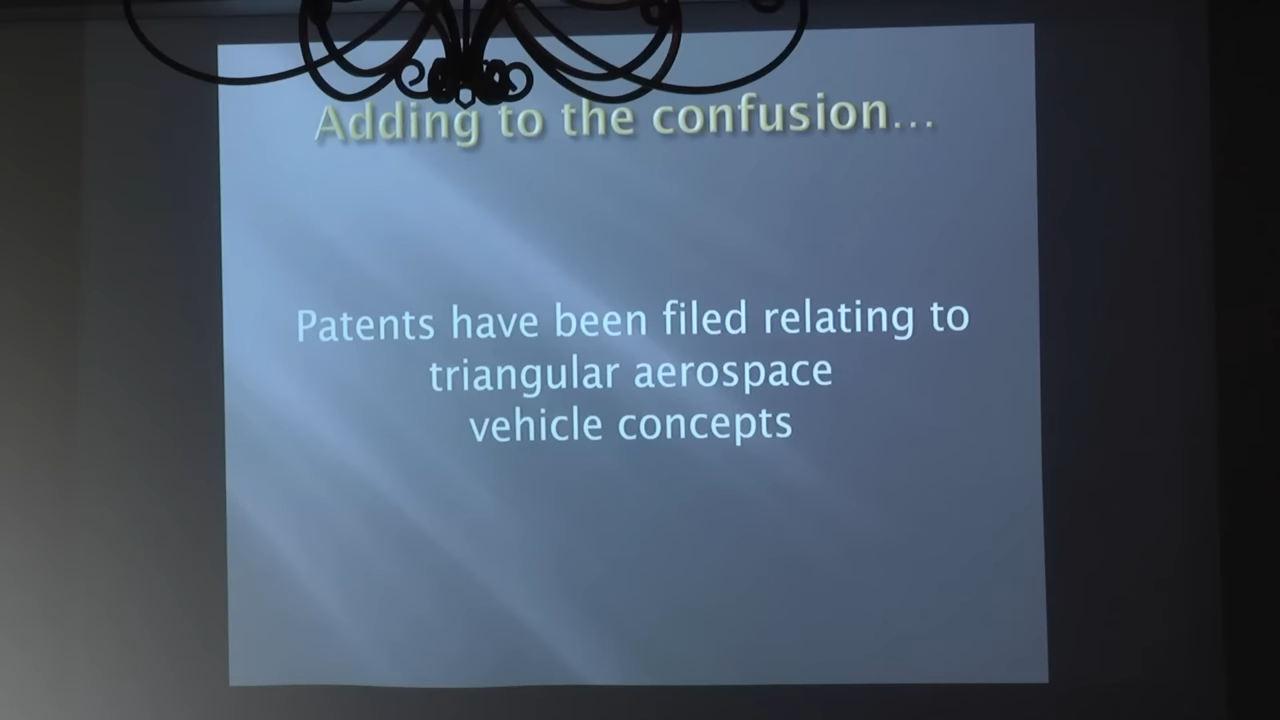 Adding to the confusion...
Patents have been filed relating to
triangular aerospace
vehicle concepts